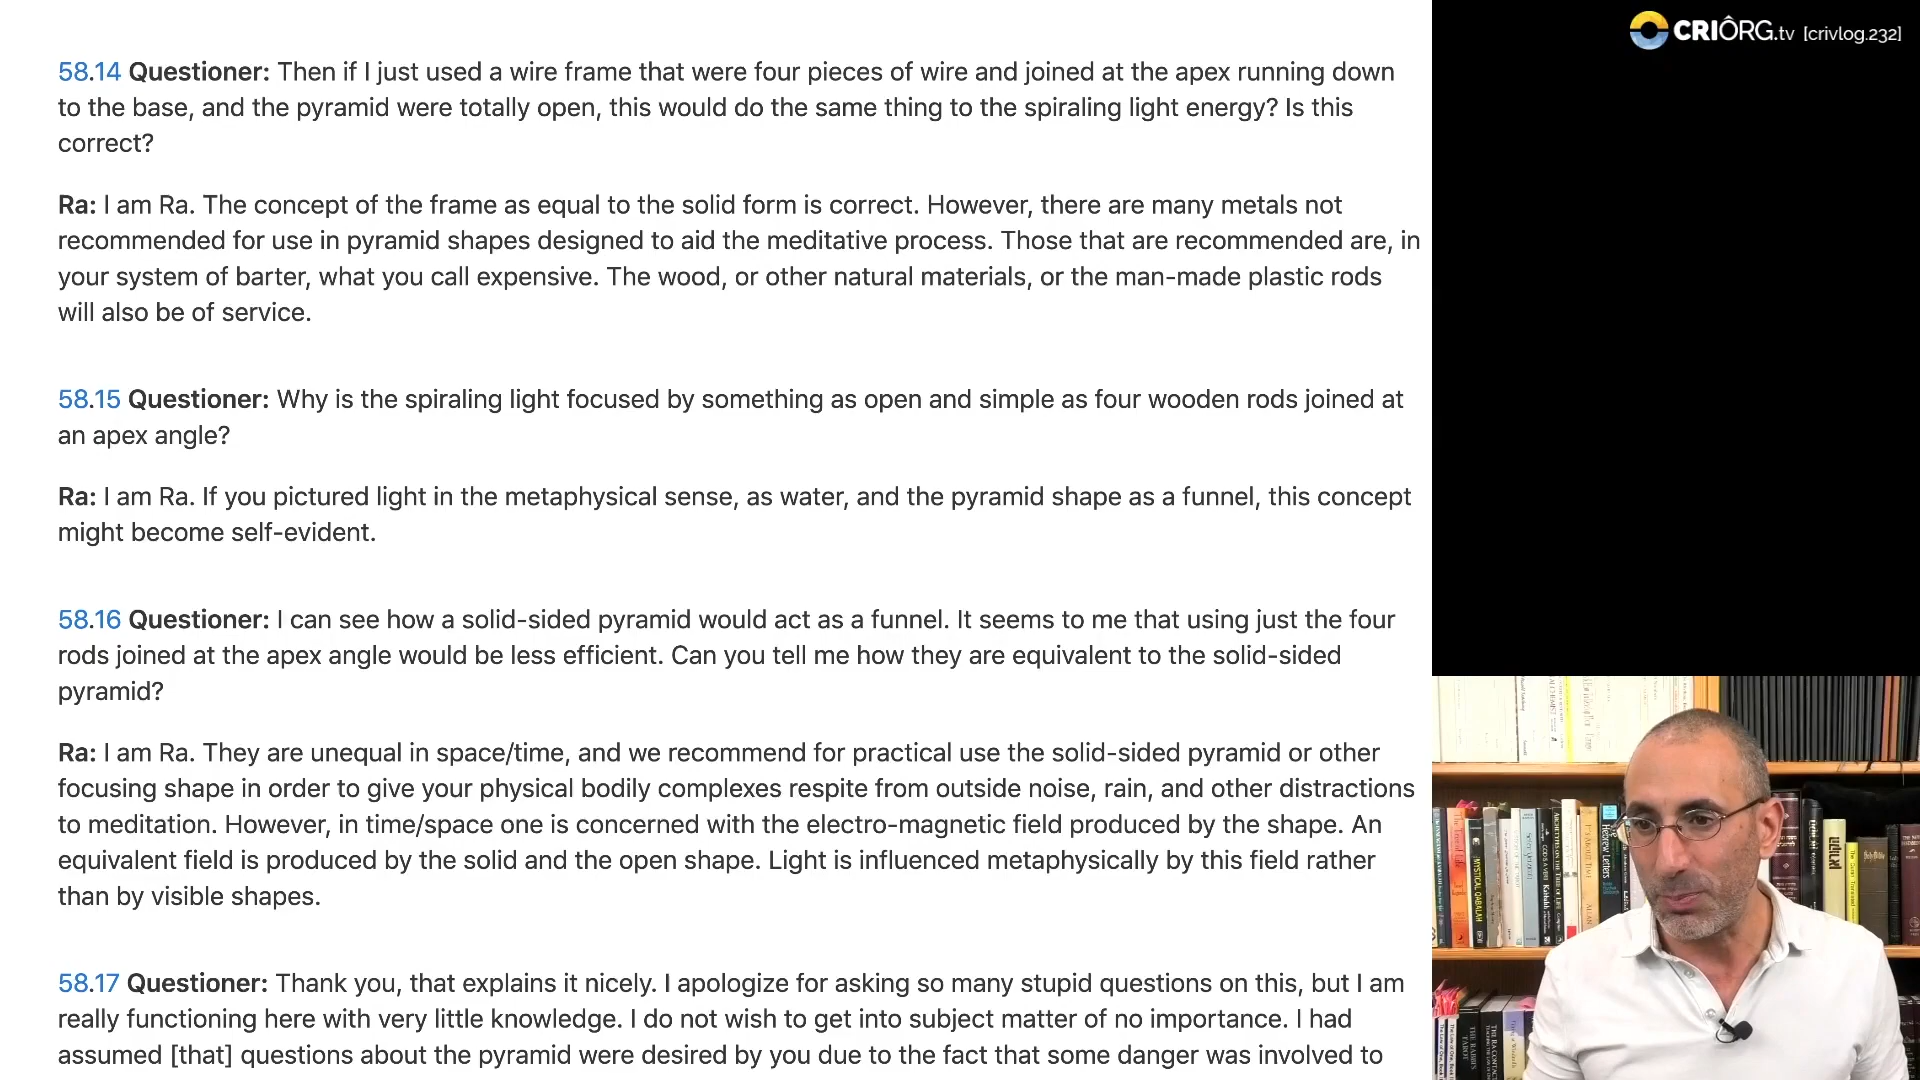 CRIÔRG.tv [crivlog.232]
58.14 Questioner: Then if I just used a wire frame that were four pieces of wire and joined at the apex running down
to the base, and the pyramid were totally open, this would do the same thing to the spiraling light energy? Is this
correct?
Ra: I am Ra. The concept of the frame as equal to the solid form is correct. However, there are many metals not
recommended for use in pyramid shapes designed to aid the meditative process. Those that are recommended are, in
your system of barter, what you call expensive. The wood, or other natural materials, or the man-made plastic rods
will also be of service.
58.15 Questioner: Why is the spiraling light focused by something as open and simple as four wooden rods joined at
an apex angle?
Ra: I am Ra. If you pictured light in the metaphysical sense, as water, and the pyramid shape as a funnel, this concept
might become self-evident.
58.16 Questioner: I can see how a solid-sided pyramid would act as a funnel. It seems to me that using just the four
rods joined at the apex angle would be less efficient. Can you tell me how they are equivalent to the solid-sided
pyramid?
Ra: I am Ra. They are unequal in space/time, and we recommend for practical use the solid-sided pyramid or other
focusing shape in order to give your physical bodily complexes respite from outside noise, rain, and other distractions
to meditation. However, in time/space one is concerned with the electro-magnetic field produced by the shape. An
equivalent field is produced by the solid and the open shape. Light is influenced metaphysically by this field rather
than by visible shapes.
58.17 Questioner: Thank you, that explains it nicely. I apologize for asking so many stupid questions on this, but I am
really functioning here with very little knowledge. I do not wish to get into subject matter of no importance. I had
assumed [that] questions about the pyramid were desired by you due to the fact that some danger was involved to
MYSTICAL QABALAH
Hebrew Letters